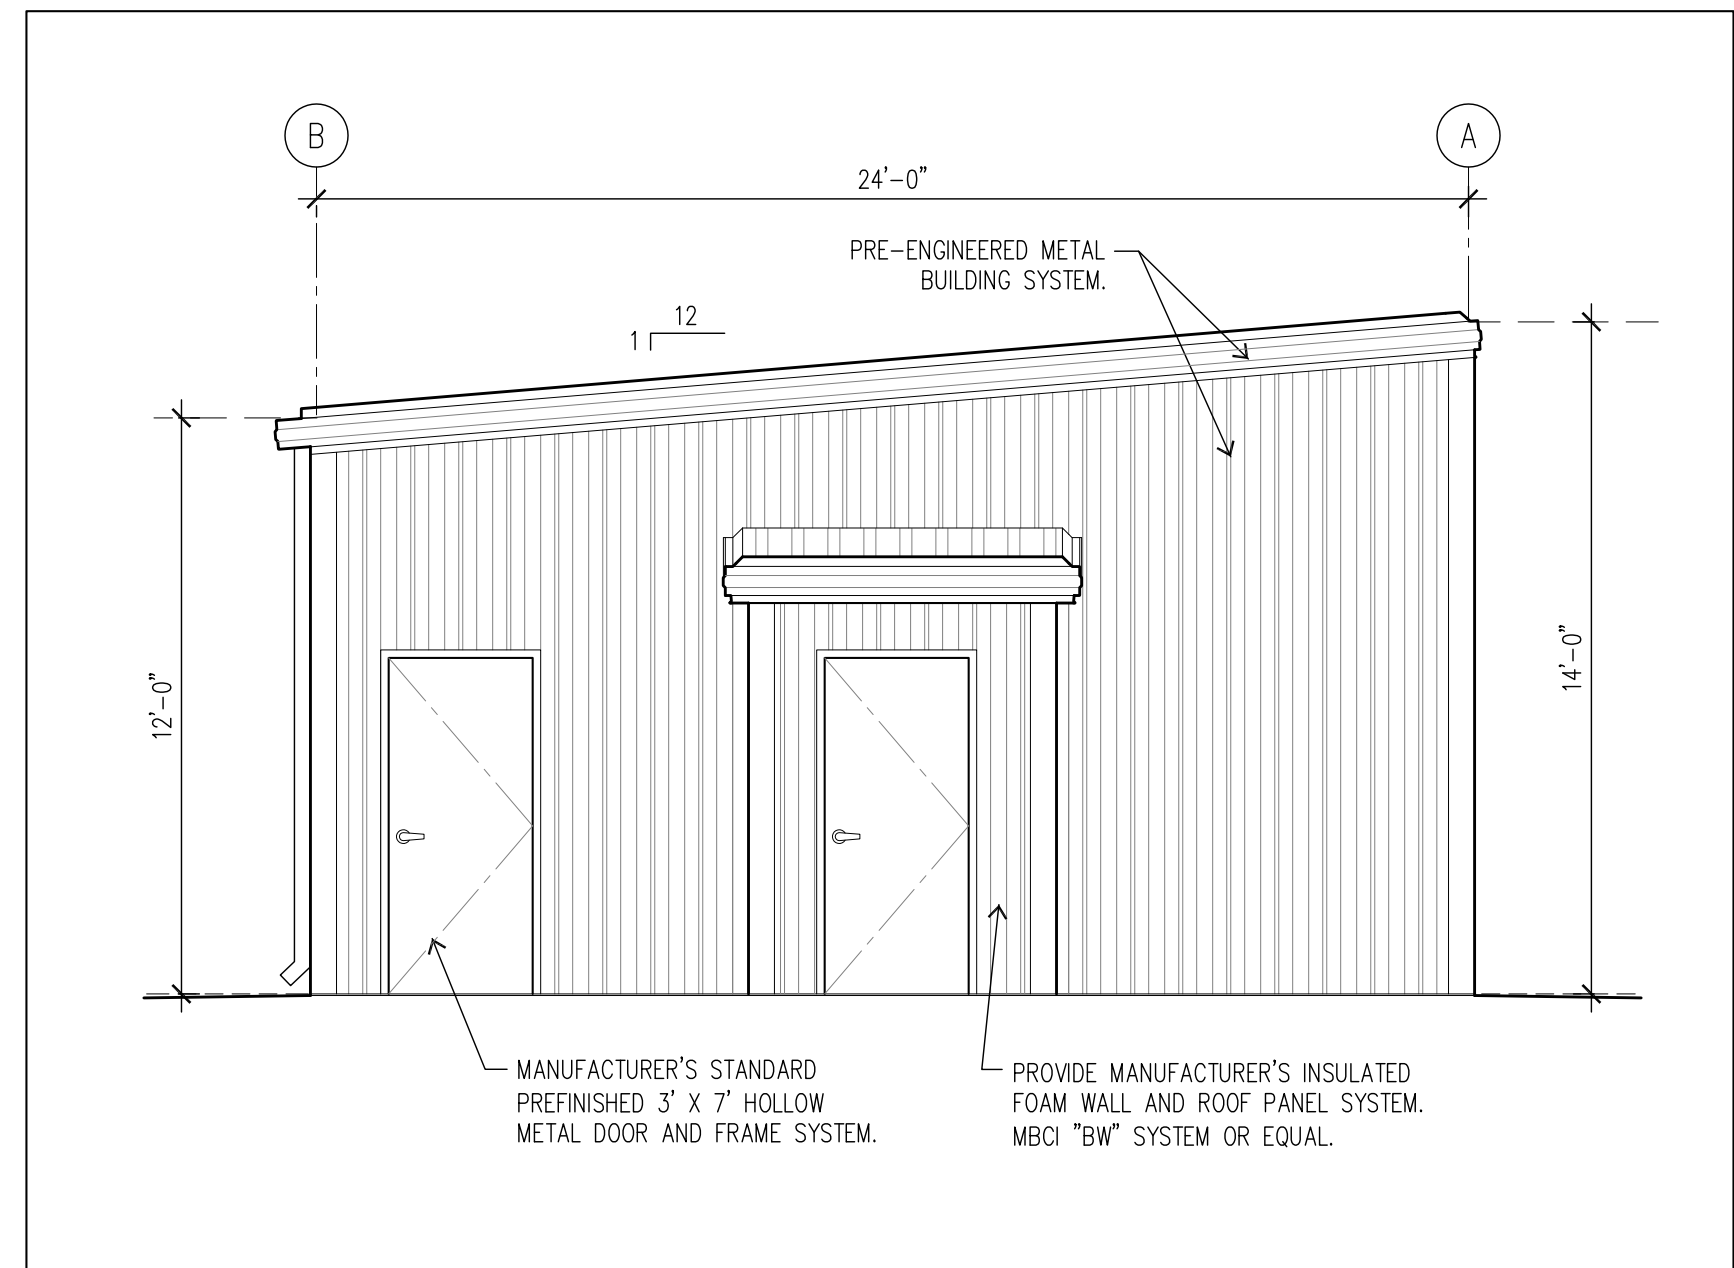 B
A
24'-0"
PRE-ENGINEERED METAL
BUILDING SYSTEM.
12
1
12'-0"
14'-0"
MANUFACTURER'S STANDARD
PREFINISHED 3' X 7' HOLLOW
METAL DOOR AND FRAME SYSTEM.
PROVIDE MANUFACTURER'S INSULATED
FOAM WALL AND ROOF PANEL SYSTEM.
MBCI "BW" SYSTEM OR EQUAL.